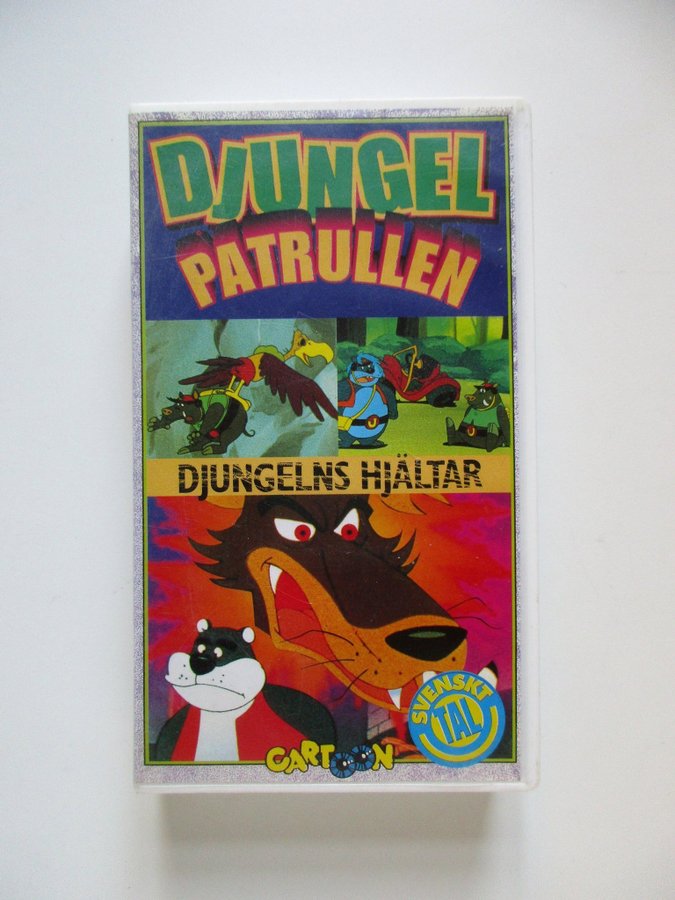 DJUNGEL
PATRULLEN
DJUNGELNS HJÄLTAR
SVENSKT
TAL
CARTOON